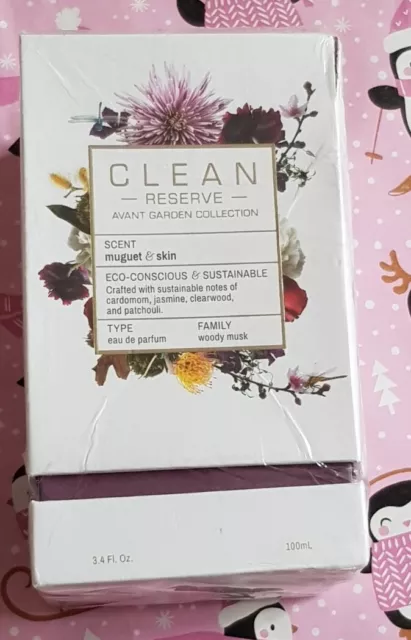 CLEAN
RESERVE
AVANT GARDEN COLLECTION
SCENT
muguet & skin
ECO-CONSCIOUS & SUSTAINABLE
Crafted with sustainable notes of
cardomom, jasmine, clearwood,
and patchouli.
TYPE FAMILY
eau de parfum woody musk
3.4 Fl. Oz. 100mL